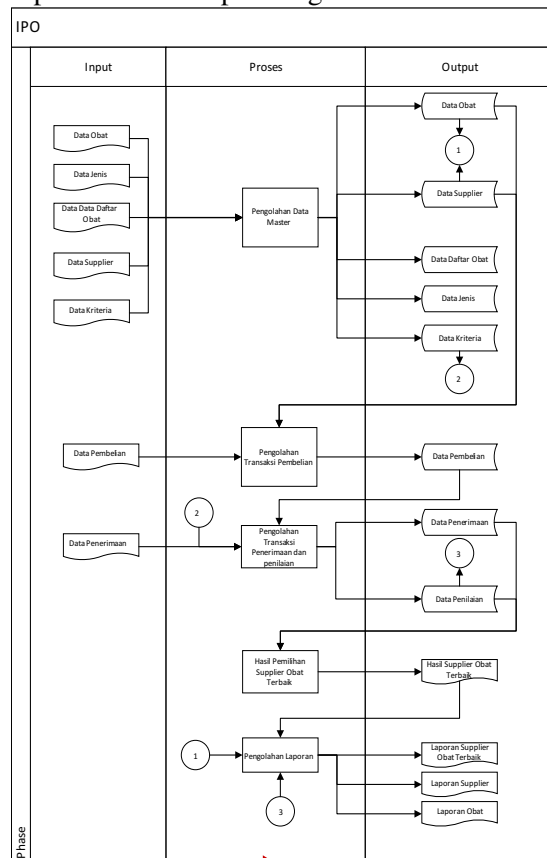 IPO
Input
Proses
Output
Data Obat
Data Jenis
Data Data Daftar
Obat
Data Supplier
Data Kriteria
Pengolahan Data
Master
Data Obat
1
Data Supplier
Data Daftar Obat
Data Jenis
Data Kriteria
2
Data Pembelian
Pengolahan
Transaksi Pembelian
Data Pembelian
2
Data Penerimaan
Pengolahan
Transaksi
Penerimaan dan
penilaian
Data Penerimaan
3
Data Penilaian
Hasil Pemilihan
Supplier Obat
Terbaik
Hasil Supplier Obat
Terbaik
1
Pengolahan Laporan
3
Laporan Supplier
Obat Terbaik
Laporan Supplier
Laporan Obat
Phase